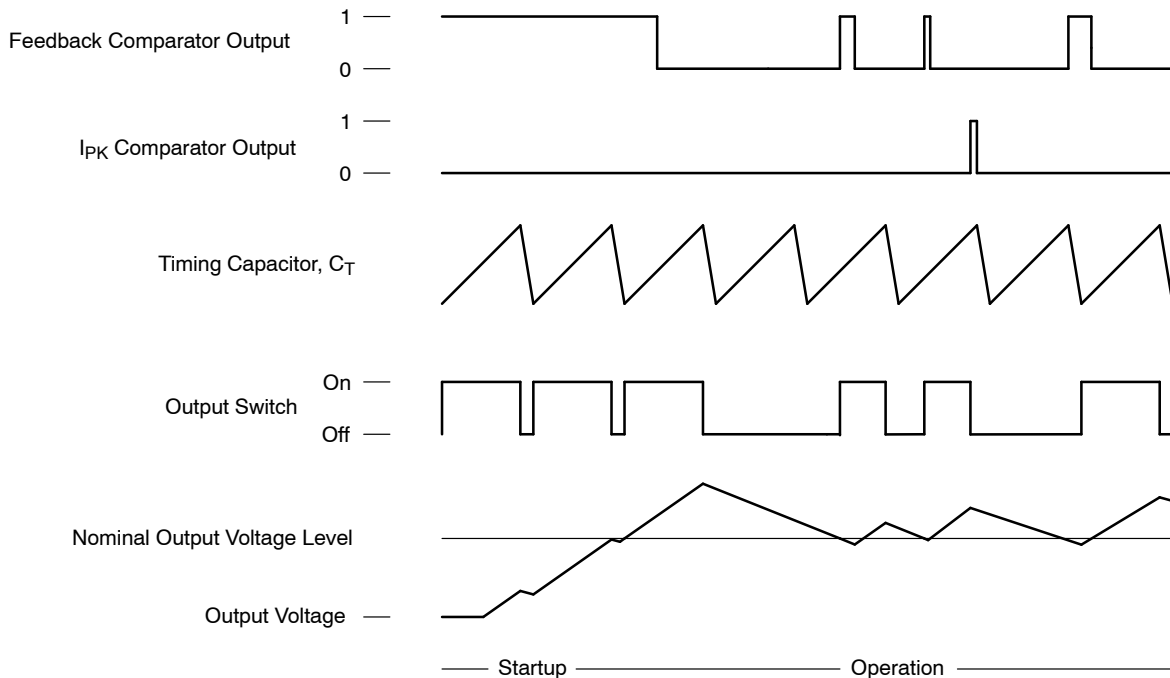 1
Feedback Comparator Output
0
1
IPK Comparator Output
0
Timing Capacitor, CT
On
Output Switch
Off
Nominal Output Voltage Level
Output Voltage
Startup
Operation